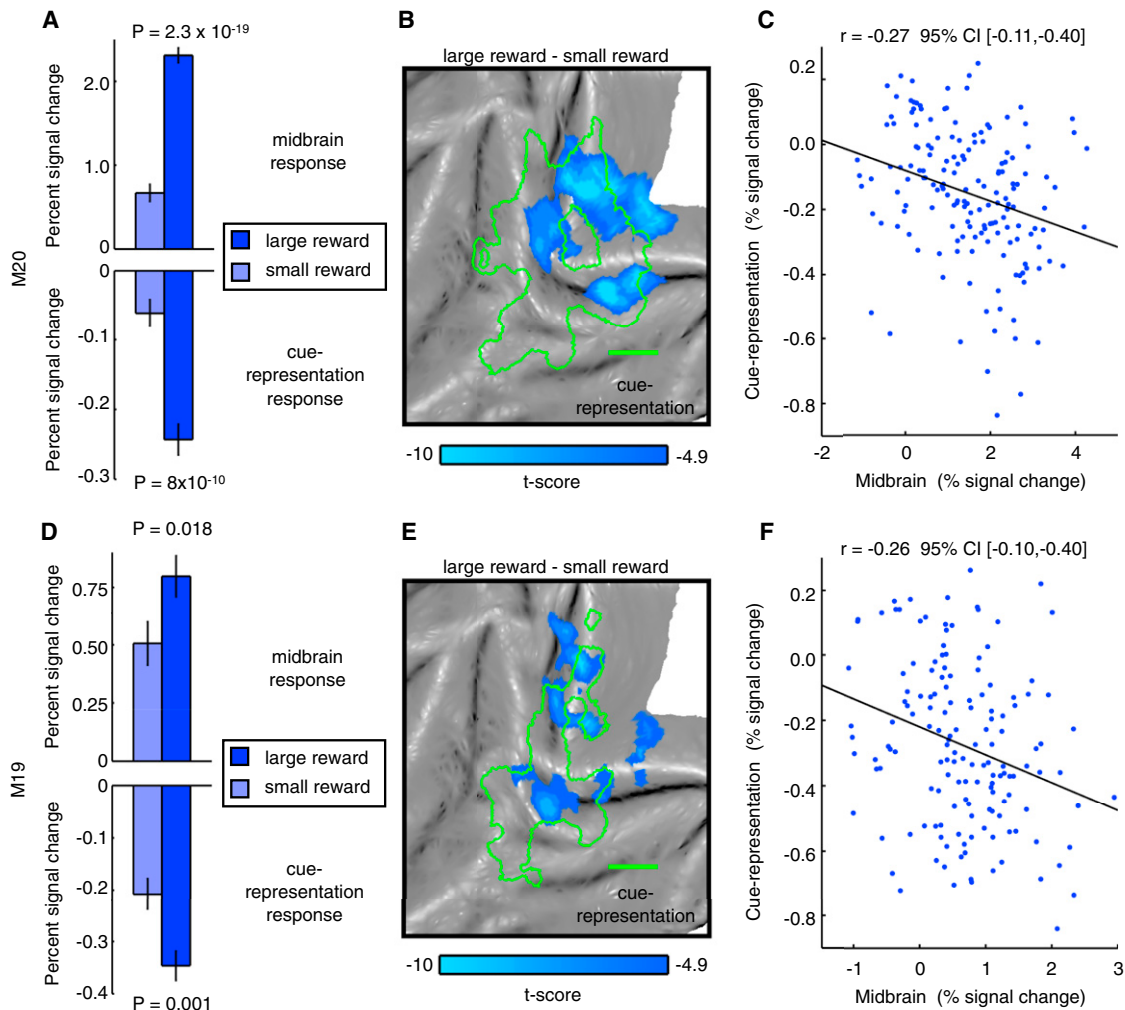 A
P = 2.3 x 10-19
Percent signal change
2.0
1.0
0
midbrain
response
large reward
small reward
M20
0
-0.1
-0.2
-0.3
Percent signal change
cue-
representation
response
P = 8x10-10
B
large reward - small reward
cue-
representation
-10
-4.9
t-score
C
r = -0.27 95% CI [-0.11,-0.40]
Cue-representation (% signal change)
0.2
0.0
-0.2
-0.4
-0.6
-0.8
-2
0
2
4
Midbrain (% signal change)
D
P = 0.018
Percent signal change
0.75
0.50
0.25
0
midbrain
response
large reward
small reward
M19
0
-0.1
-0.2
-0.3
-0.4
Percent signal change
cue-
representation
response
P = 0.001
E
large reward - small reward
cue-
representation
-10
-4.9
t-score
F
r = -0.26 95% CI [-0.10,-0.40]
Cue-representation (% signal change)
0.2
0.0
-0.2
-0.4
-0.6
-0.8
-1
0
1
2
3
Midbrain (% signal change)